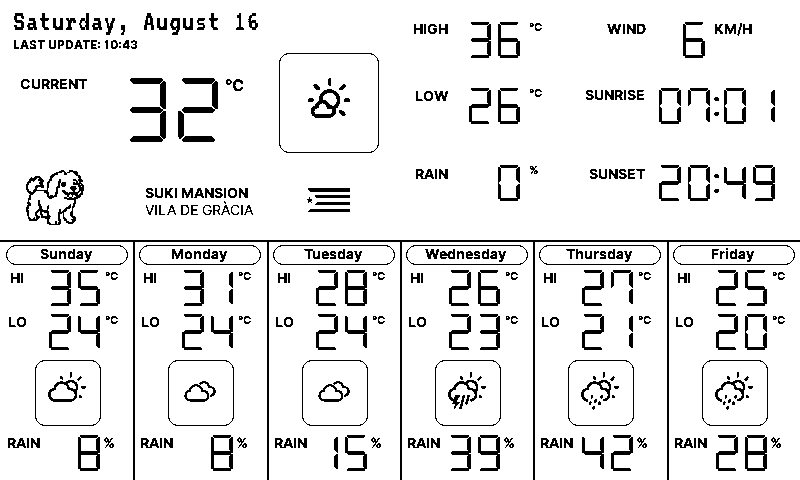 Saturday, August 16
LAST UPDATE: 10:43
CURRENT 32 °C
SUKI MANSION
VILA DE GRÀCIA
HIGH 36 °C
LOW 26 °C
RAIN 0 %
WIND 6 KM/H
SUNRISE 07:01
SUNSET 20:49
Sunday
HI 35 °C
LO 24 °C
RAIN 8 %
Monday
HI 31 °C
LO 24 °C
RAIN 8 %
Tuesday
HI 28 °C
LO 24 °C
RAIN 15 %
Wednesday
HI 26 °C
LO 23 °C
RAIN 39 %
Thursday
HI 27 °C
LO 21 °C
RAIN 42 %
Friday
HI 25 °C
LO 20 °C
RAIN 28 %